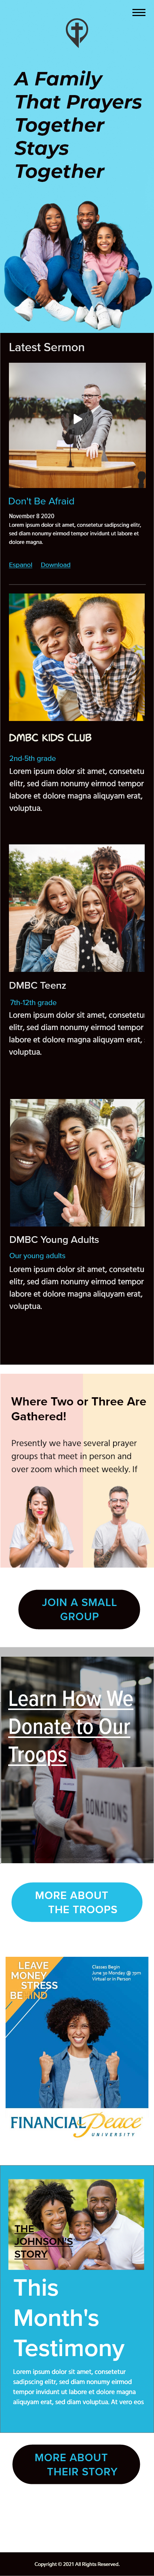 A Family
That Prayers
Together
Stays
Together
Latest Sermon
Don't Be Afraid
November 8 2020
Lorem ipsum dolor sit amet, consetetur sadipscing elitr,
sed diam nonumy eirmod tempor invidunt ut labore et
dolore magna.
Espanol Download
DMBC KIDS CLUB
2nd-5th grade
Lorem ipsum dolor sit amet, consetetu
elitr, sed diam nonumy eirmod tempor
labore et dolore magna aliquyam erat,
voluptua.
DMBC Teenz
7th-12th grade
Lorem ipsum dolor sit amet, consetetu
elitr, sed diam nonumy eirmod tempor
labore et dolore magna aliquyam erat,
voluptua.
DMBC Young Adults
Our young adults
Lorem ipsum dolor sit amet, consetetu
elitr, sed diam nonumy eirmod tempor
labore et dolore magna aliquyam erat,
voluptua.
Where Two or Three Are
Gathered!
Presently we have several prayer
groups that meet in person and
over zoom which meet weekly. If
JOIN A SMALL
GROUP
Learn How We
Donate to Our
Troops
DONATIONS
MORE ABOUT
THE TROOPS
LEAVE
MONEY
STRESS
BEHIND
Classes Begin
June 30 Monday @ 7pm
Virtual or in Person
FINANCIAL Peace
UNIVERSITY
THE
JOHNSON'S
STORY
This
Month's
Testimony
Lorem ipsum dolor sit amet, consetetur
sadipscing elitr, sed diam nonumy eirmod
tempor invidunt ut labore et dolore magna
aliquyam erat, sed diam voluptua. At vero eos
MORE ABOUT
THEIR STORY
Copyright © 2021 All Rights Reserved.